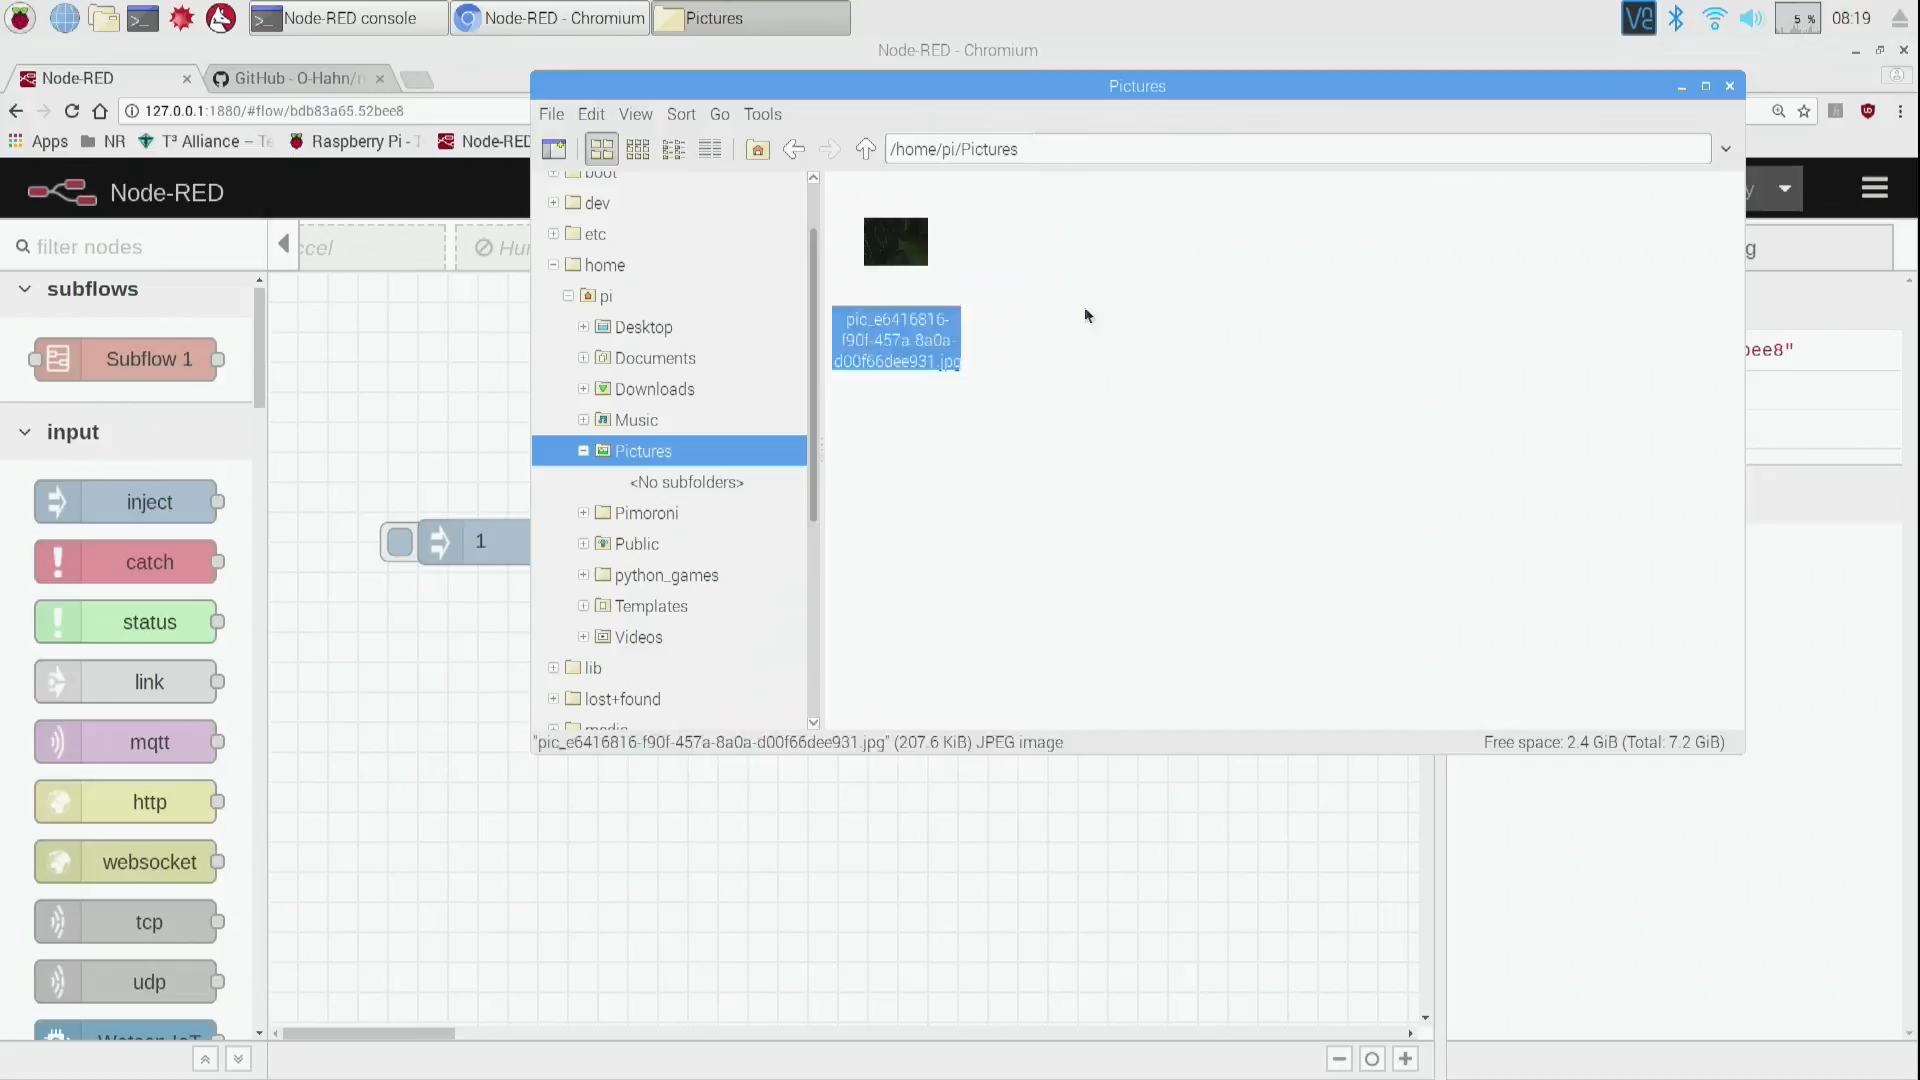 Node-RED console
Node-RED - Chromium
Pictures
5 %
08:19
Node-RED - Chromium
Node-RED
GitHub - O-Hahn/
127.0.0.1:1880/#flow/bdb83a65.52bee8
Apps
NR
T³ Alliance –
Raspberry Pi -
Node-RED
Pictures
File Edit View Sort Go Tools
/home/pi/Pictures
Node-RED
filter nodes
subflows
Subflow 1
input
inject
catch
status
link
mqtt
http
websocket
tcp
udp
1
boot
dev
etc
home
pi
Desktop
Documents
Downloads
Music
Pictures
<No subfolders>
Pimoroni
Public
python_games
Templates
Videos
lib
lost+found
pic_e6416816-
f90f-457a-8a0a-
d00f66dee931.jpg
bee8"
"pic_e6416816-f90f-457a-8a0a-d00f66dee931.jpg" (207.6 KiB) JPEG image
Free space: 2.4 GiB (Total: 7.2 GiB)